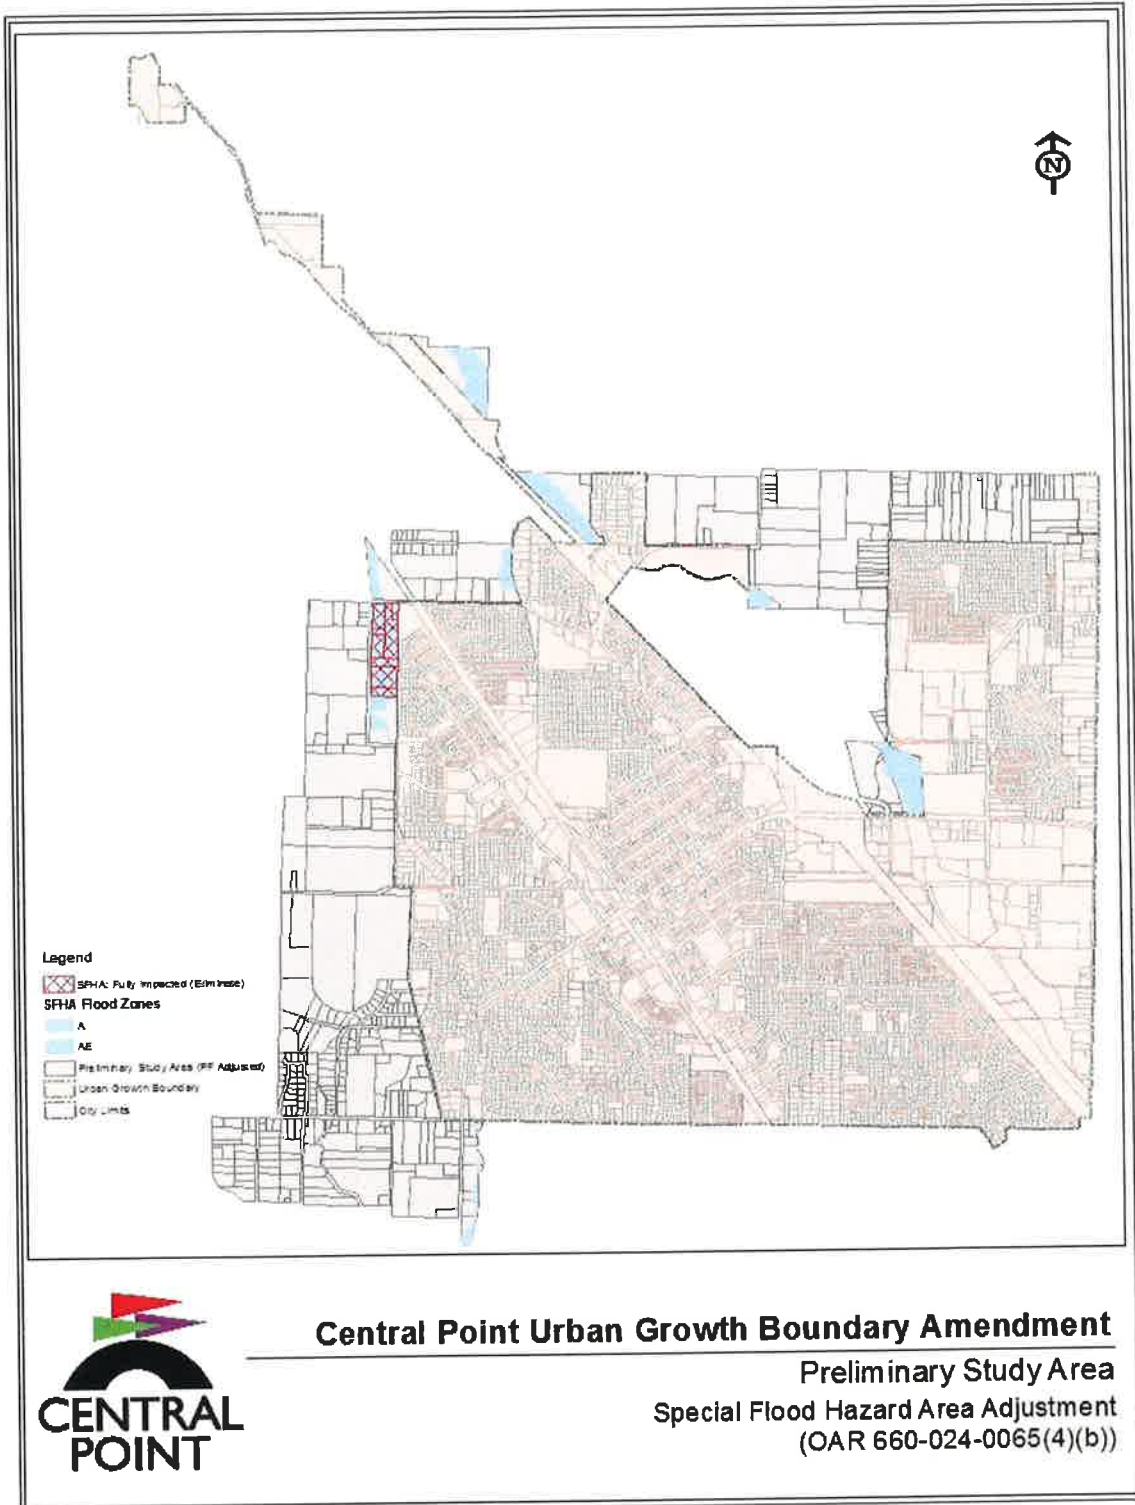 N
Legend
SFHA: Fully Impacted (Eliminate)
SFHA Flood Zones
A
AE
Preliminary Study Area (PF Adjusted)
Urban Growth Boundary
City Limits
CENTRAL
POINT
Central Point Urban Growth Boundary Amendment
Preliminary Study Area
Special Flood Hazard Area Adjustment
(OAR 660-024-0065(4)(b))